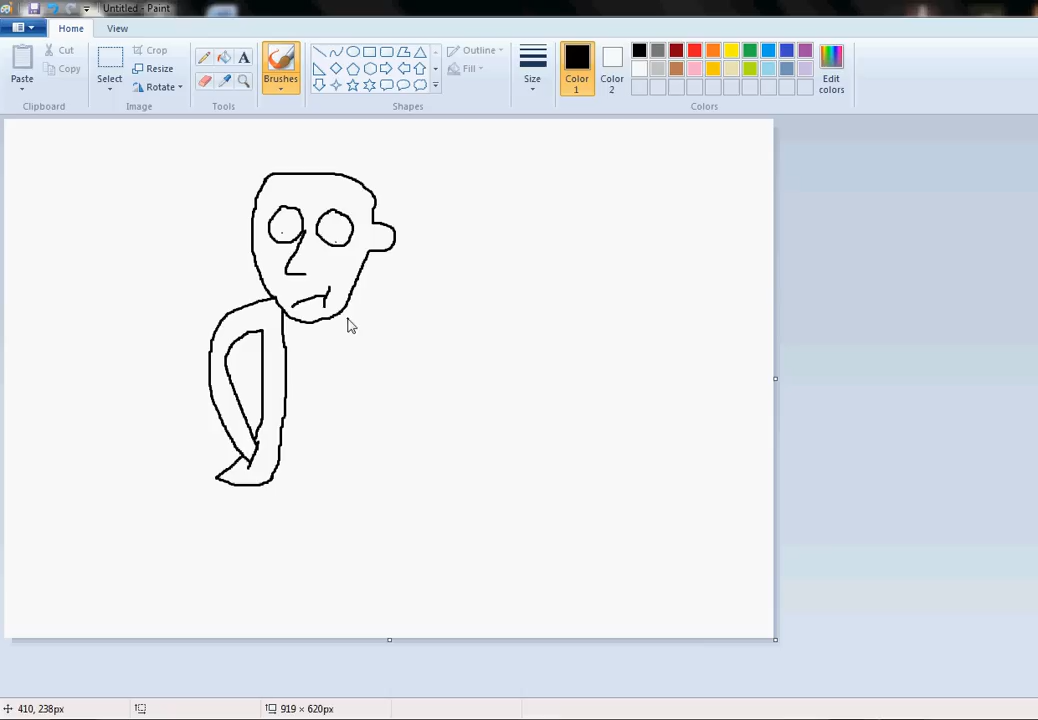 Untitled - Paint
Home View
Paste
Cut
Copy
Select
Crop
Resize
Rotate
A
Brushes
Outline
Fill
Size
Color 1
Color 2
Edit colors
Clipboard Image Tools Shapes Colors
410, 238px 919 × 620px